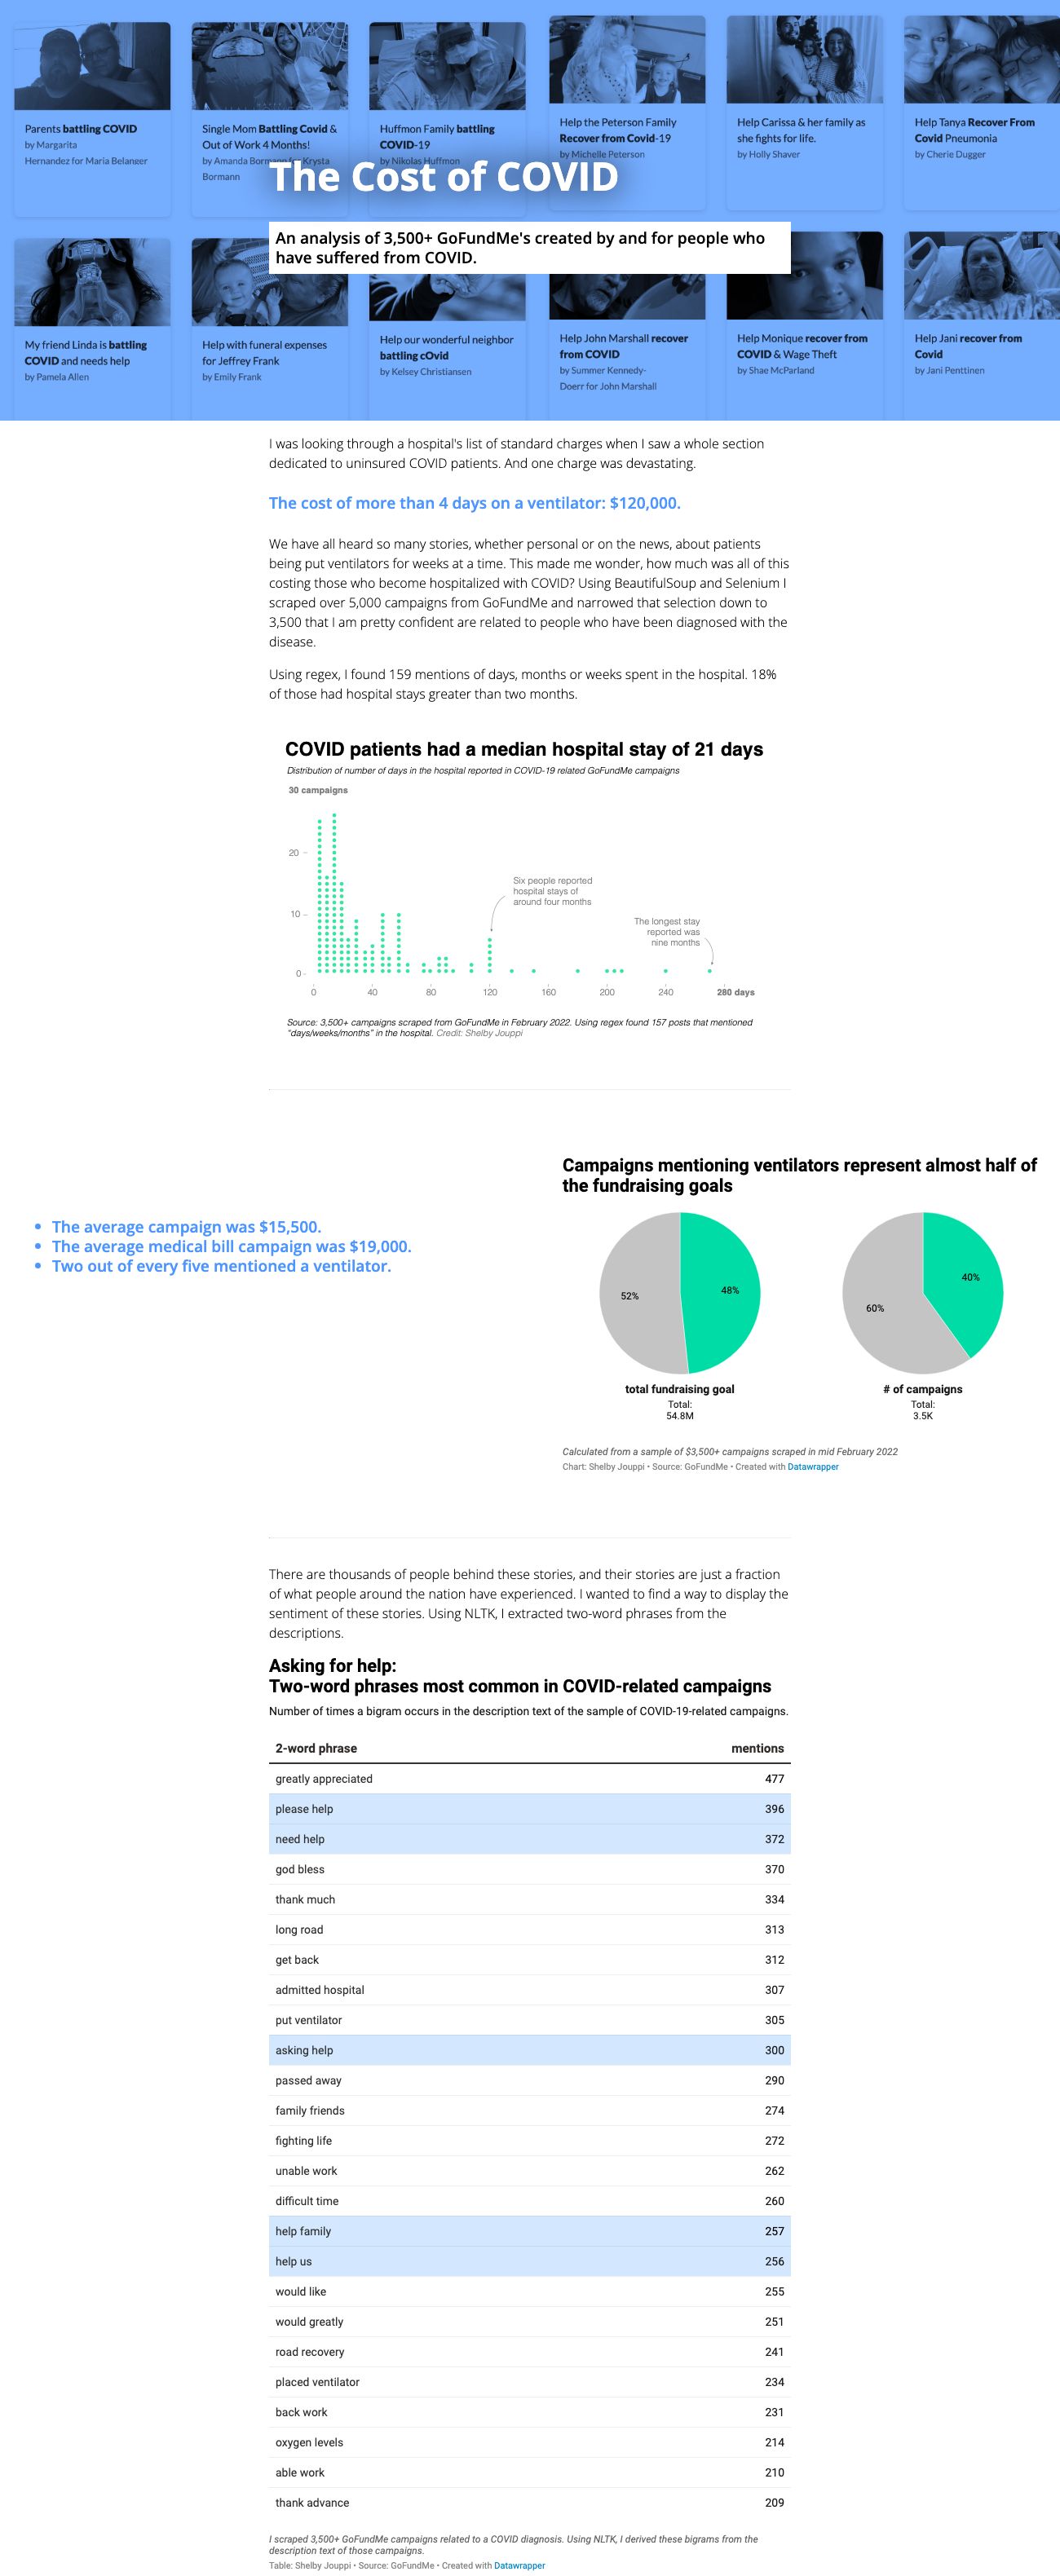 Parents battling COVID
by Margarita
Hernandez for Maria Belanger
Single Mom Battling Covid &
Out of Work 4 Months!
by Amanda Bormann for Krysta
Bormann
Huffmon Family battling
COVID-19
by Nikolas Huffmon
Help the Peterson Family
Recover from Covid-19
by Michelle Peterson
Help Carissa & her family as
she fights for life.
by Holly Shaver
Help Tanya Recover From
Covid Pneumonia
by Cherie Dugger
The Cost of COVID
An analysis of 3,500+ GoFundMe's created by and for people who
have suffered from COVID.
My friend Linda is battling
COVID and needs help
by Pamela Allen
Help with funeral expenses
for Jeffrey Frank
by Emily Frank
Help our wonderful neighbor
battling cOvid
by Kelsey Christiansen
Help John Marshall recover
from COVID
by Summer Kennedy-
Doerr for John Marshall
Help Monique recover from
COVID & Wage Theft
by Shae McParland
Help Jani recover from
Covid
by Jani Penttinen
I was looking through a hospital's list of standard charges when I saw a whole section
dedicated to uninsured COVID patients. And one charge was devastating.
The cost of more than 4 days on a ventilator: $120,000.
We have all heard so many stories, whether personal or on the news, about patients
being put ventilators for weeks at a time. This made me wonder, how much was all of this
costing those who become hospitalized with COVID? Using BeautifulSoup and Selenium I
scraped over 5,000 campaigns from GoFundMe and narrowed that selection down to
3,500 that I am pretty confident are related to people who have been diagnosed with the
disease.
Using regex, I found 159 mentions of days, months or weeks spent in the hospital. 18%
of those had hospital stays greater than two months.
COVID patients had a median hospital stay of 21 days
Distribution of number of days in the hospital reported in COVID-19 related GoFundMe campaigns
30 campaigns
20
Six people reported
hospital stays of
around four months
10
The longest stay
reported was
nine months
0
0 40 80 120 160 200 240 280 days
Source: 3,500+ campaigns scraped from GoFundMe in February 2022. Using regex found 157 posts that mentioned
"days/weeks/months" in the hospital. Credit: Shelby Jouppi
• The average campaign was $15,500.
• The average medical bill campaign was $19,000.
• Two out of every five mentioned a ventilator.
Campaigns mentioning ventilators represent almost half of
the fundraising goals
52% 48%
60% 40%
total fundraising goal
Total:
54.8M
# of campaigns
Total:
3.5K
Calculated from a sample of $3,500+ campaigns scraped in mid February 2022
Chart: Shelby Jouppi • Source: GoFundMe • Created with Datawrapper
There are thousands of people behind these stories, and their stories are just a fraction
of what people around the nation have experienced. I wanted to find a way to display the
sentiment of these stories. Using NLTK, I extracted two-word phrases from the
descriptions.
Asking for help:
Two-word phrases most common in COVID-related campaigns
Number of times a bigram occurs in the description text of the sample of COVID-19-related campaigns.
2-word phrase mentions
greatly appreciated 477
please help 396
need help 372
god bless 370
thank much 334
long road 313
get back 312
admitted hospital 307
put ventilator 305
asking help 300
passed away 290
family friends 274
fighting life 272
unable work 262
difficult time 260
help family 257
help us 256
would like 255
would greatly 251
road recovery 241
placed ventilator 234
back work 231
oxygen levels 214
able work 210
thank advance 209
I scraped 3,500+ GoFundMe campaigns related to a COVID diagnosis. Using NLTK, I derived these bigrams from the
description text of those campaigns.
Table: Shelby Jouppi • Source: GoFundMe • Created with Datawrapper